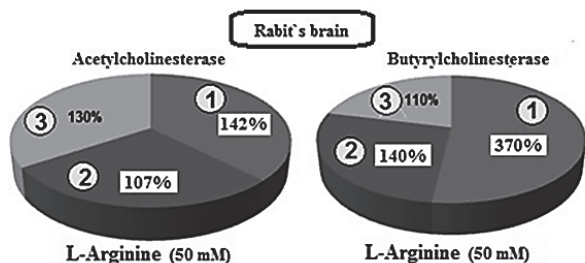 Rabit`s brain
Acetylcholinesterase
Butyrylcholinesterase
3
130%
1
142%
2
107%
3
110%
1
370%
2
140%
L-Arginine (50 mM)
L-Arginine (50 mM)